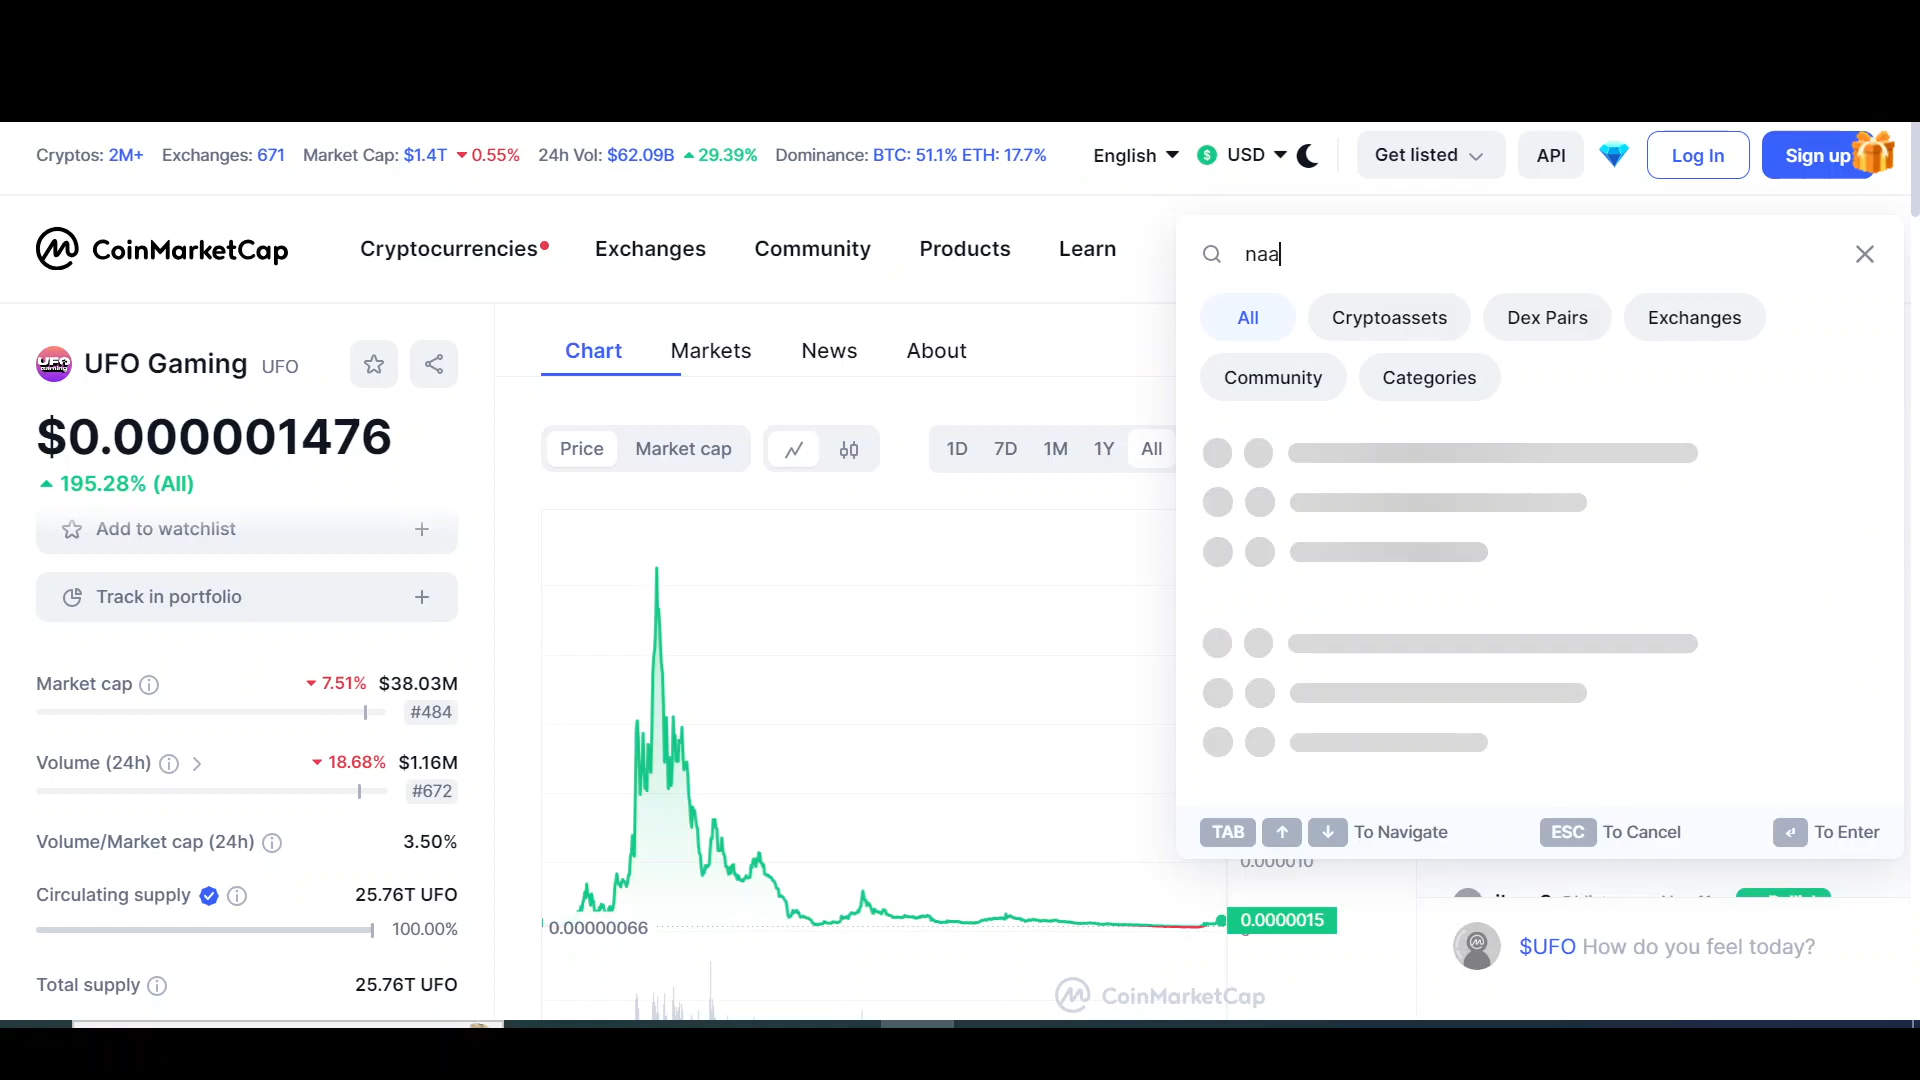 Cryptos: 2M+ Exchanges: 671 Market Cap: $1.4T 0.55% 24h Vol: $62.09B 29.39% Dominance: BTC: 51.1% ETH: 17.7% English USD Get listed API Log In Sign up
CoinMarketCap Cryptocurrencies Exchanges Community Products Learn
naa
All Cryptoassets Dex Pairs Exchanges
Community Categories
TAB To Navigate ESC To Cancel To Enter
UFO Gaming UFO
$0.000001476
195.28% (All)
Add to watchlist
Track in portfolio
Market cap 7.51% $38.03M
#484
Volume (24h) 18.68% $1.16M
#672
Volume/Market cap (24h) 3.50%
Circulating supply 25.76T UFO
100.00%
Total supply 25.76T UFO
Chart Markets News About
Price Market cap 1D 7D 1M 1Y All
0.000010
0.0000015
0.00000066
CoinMarketCap
$UFO How do you feel today?